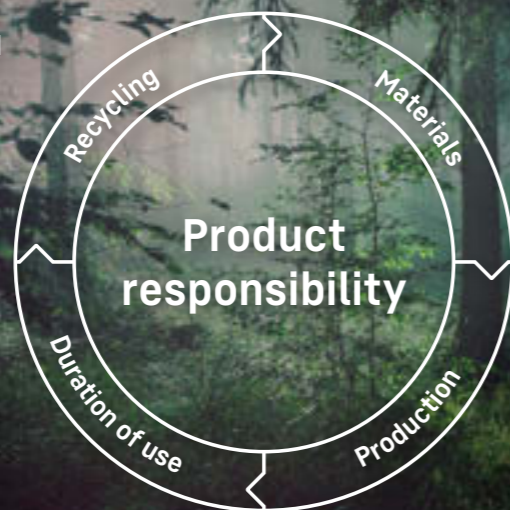 Recycling
Materials
Product
responsibility
Duration of use
Production